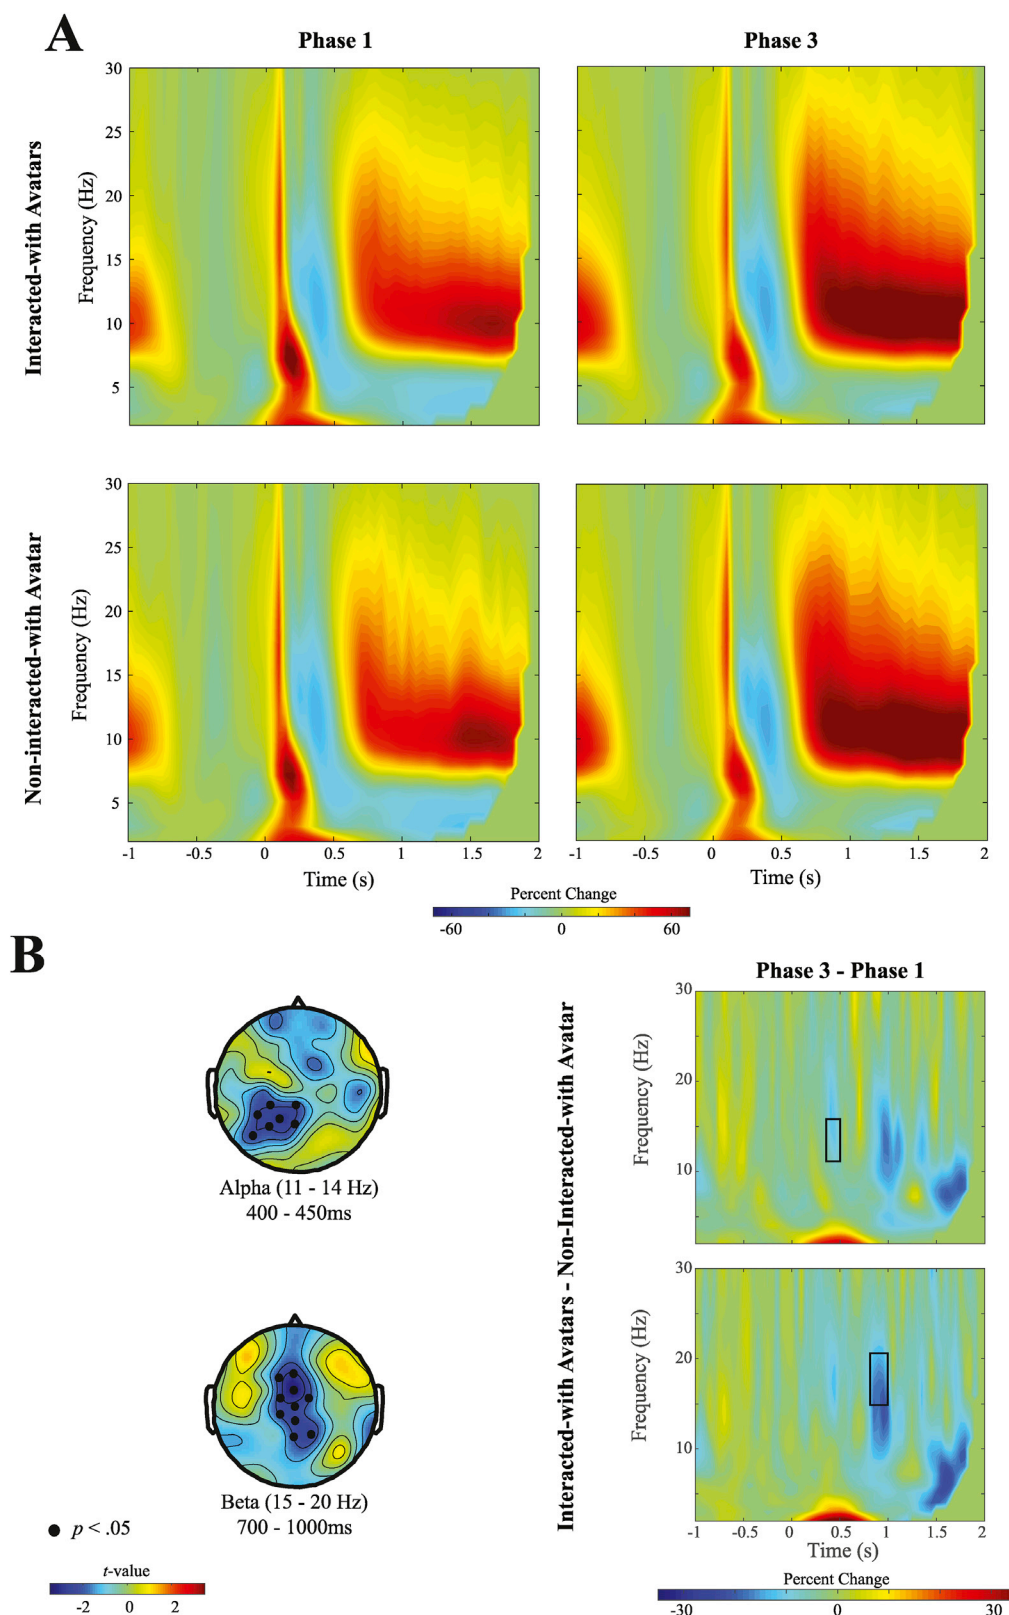 A
Phase 1
Phase 3
Interacted-with Avatars
Frequency (Hz)
30
25
20
15
10
5
Non-interacted-with Avatar
Frequency (Hz)
30
25
20
15
10
5
-1 -0.5 0 0.5 1 1.5 2
Time (s)
-1 -0.5 0 0.5 1 1.5 2
Time (s)
Percent Change
-60 0 60
B
Alpha (11 - 14 Hz)
400 - 450ms
Beta (15 - 20 Hz)
700 - 1000ms
p < .05
t-value
-2 0 2
Interacted-with Avatars - Non-Interacted-with Avatar
Phase 3 - Phase 1
Frequency (Hz)
30
20
10
Frequency (Hz)
30
20
10
-1 -0.5 0 0.5 1 1.5 2
Time (s)
Percent Change
-30 0 30